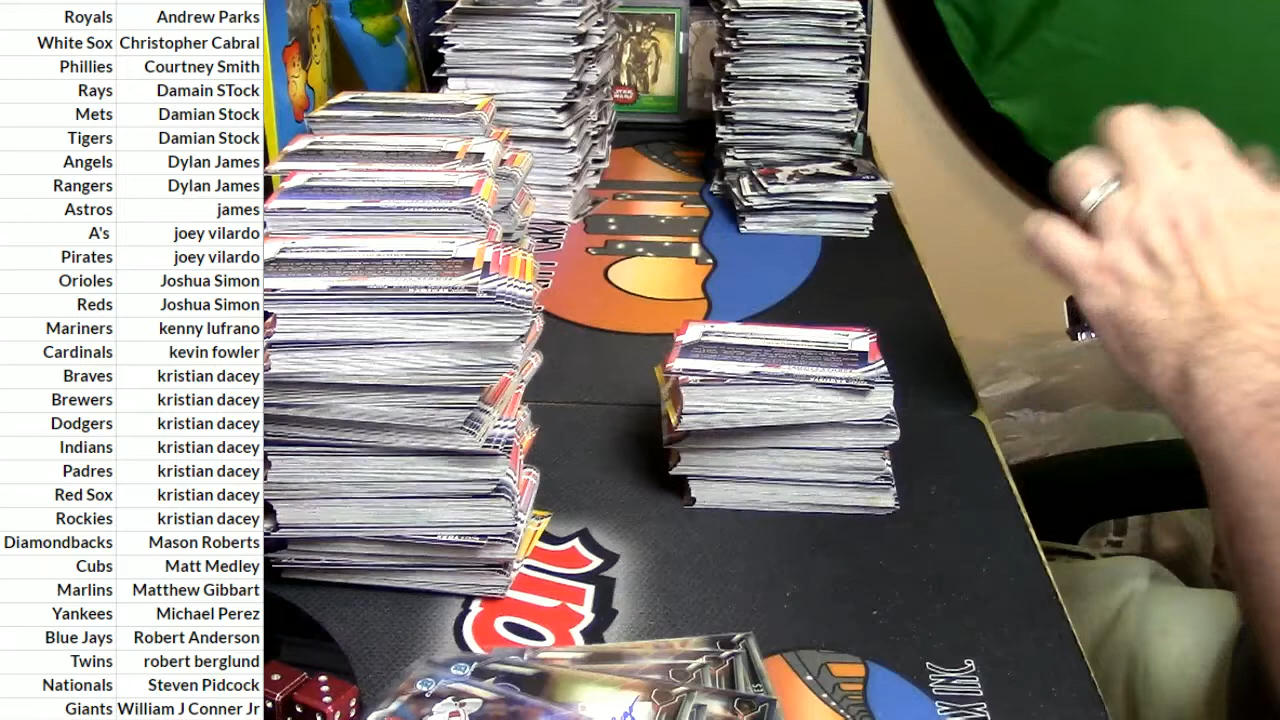 Royals Andrew Parks
White Sox Christopher Cabral
Phillies Courtney Smith
Rays Damain STock
Mets Damian Stock
Tigers Damian Stock
Angels Dylan James
Rangers Dylan James
Astros james
A's joey vilardo
Pirates joey vilardo
Orioles Joshua Simon
Reds Joshua Simon
Mariners kenny lufrano
Cardinals kevin fowler
Braves kristian dacey
Brewers kristian dacey
Dodgers kristian dacey
Indians kristian dacey
Padres kristian dacey
Red Sox kristian dacey
Rockies kristian dacey
Diamondbacks Mason Roberts
Cubs Matt Medley
Marlins Matthew Gibbart
Yankees Michael Perez
Blue Jays Robert Anderson
Twins robert berglund
Nationals Steven Pidcock
Giants William J Conner Jr
STAR WARS
INC